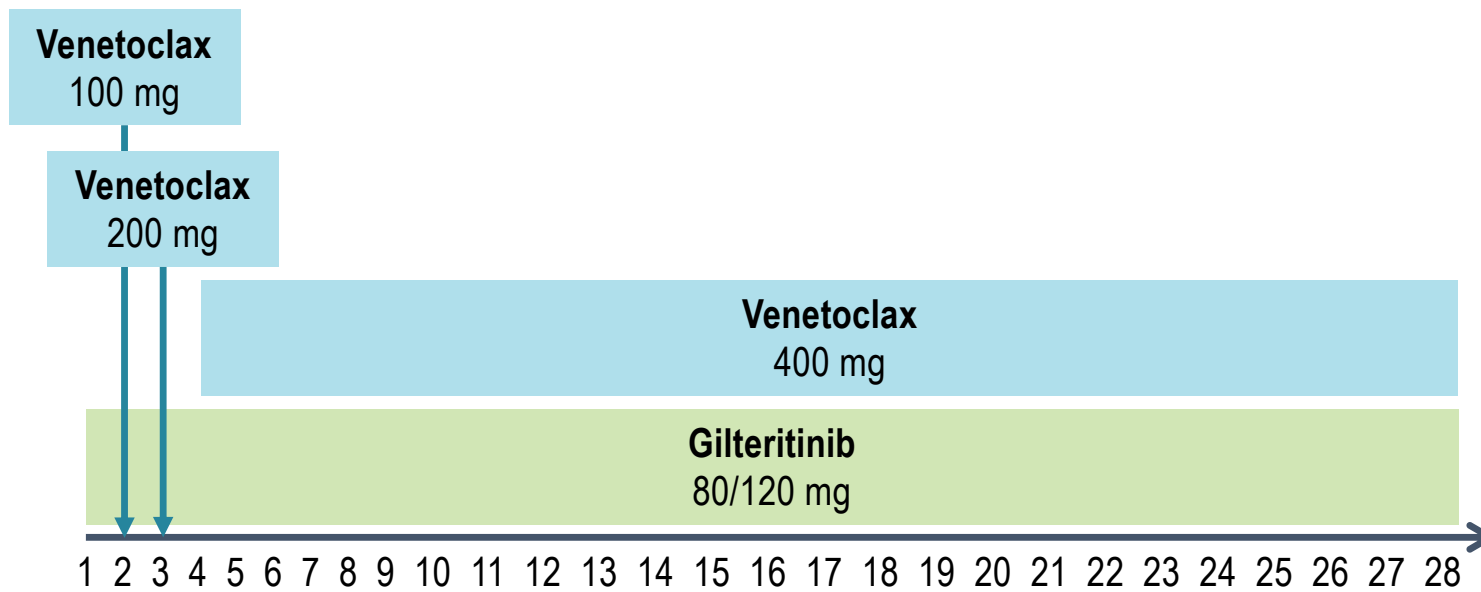 Venetoclax
100 mg
Venetoclax
200 mg
Venetoclax
400 mg
Gilteritinib
80/120 mg
1 2 3 4 5 6 7 8 9 10 11 12 13 14 15 16 17 18 19 20 21 22 23 24 25 26 27 28